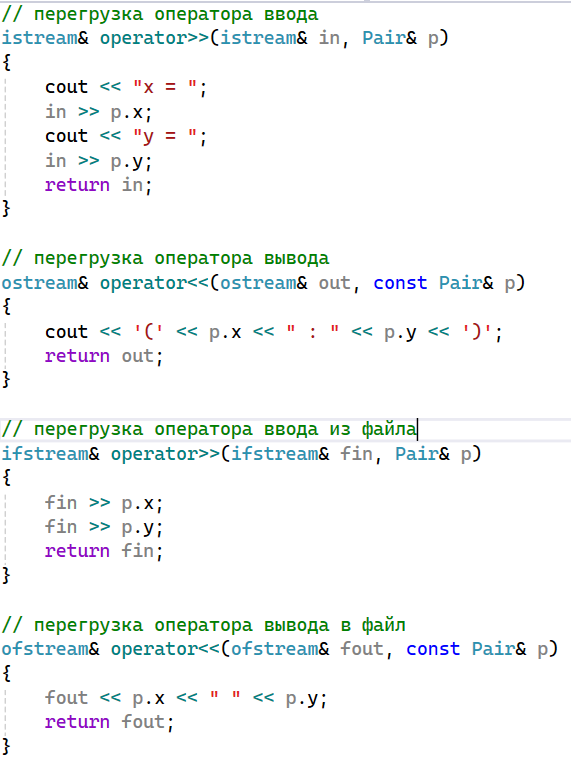 // перегрузка оператора ввода
istream& operator>>(istream& in, Pair& p)
{
    cout << "x = ";
    in >> p.x;
    cout << "y = ";
    in >> p.y;
    return in;
}

// перегрузка оператора вывода
ostream& operator<<(ostream& out, const Pair& p)
{
    cout << '(' << p.x << " : " << p.y << ')';
    return out;
}

// перегрузка оператора ввода из файла
ifstream& operator>>(ifstream& fin, Pair& p)
{
    fin >> p.x;
    fin >> p.y;
    return fin;
}

// перегрузка оператора вывода в файл
ofstream& operator<<(ofstream& fout, const Pair& p)
{
    fout << p.x << " " << p.y;
    return fout;
}